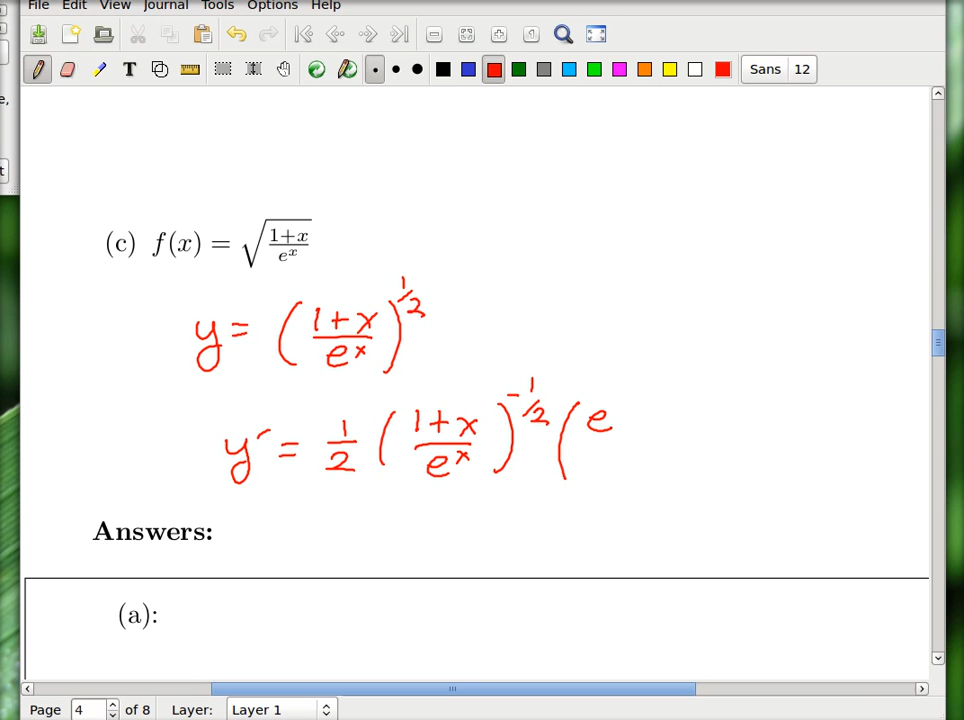 File Edit View Journal Tools Options Help
Sans 12
e,
t
(c) f(x) = √((1+x)/e^x)
y = ((1+x)/e^x)^(1/2)
y' = 1/2 ((1+x)/e^x)^(-1/2) (e
Answers:
(a):
Page 4 of 8 Layer: Layer 1